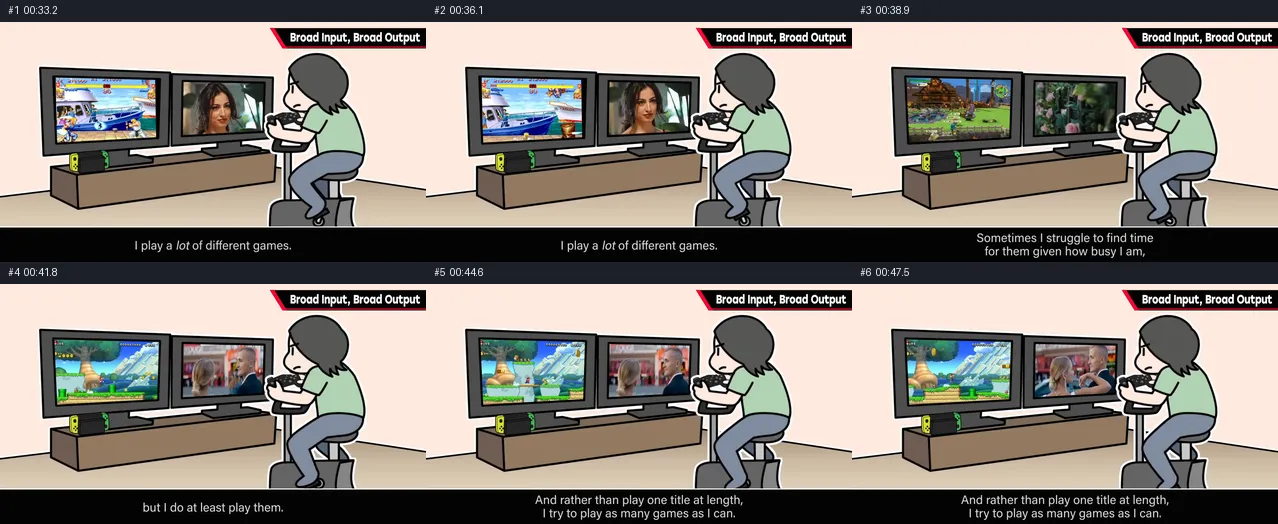 #1 00:33.2
Broad Input, Broad Output
I play a lot of different games.
#2 00:36.1
Broad Input, Broad Output
I play a lot of different games.
#3 00:38.9
Broad Input, Broad Output
Sometimes I struggle to find time
for them given how busy I am,
#4 00:41.8
Broad Input, Broad Output
but I do at least play them.
#5 00:44.6
Broad Input, Broad Output
And rather than play one title at length,
I try to play as many games as I can.
#6 00:47.5
Broad Input, Broad Output
And rather than play one title at length,
I try to play as many games as I can.